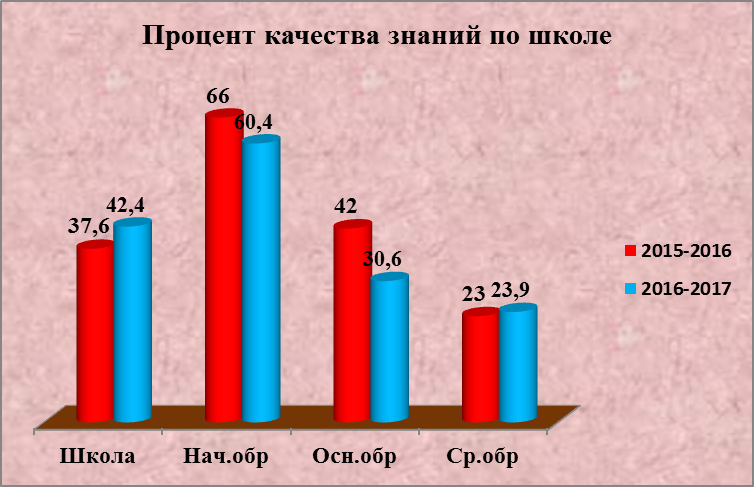 Процент качества знаний по школе
66
60,4
37,6
42,4
42
30,6
23
23,9
2015-2016
2016-2017
Школа
Нач.обр
Осн.обр
Ср.обр